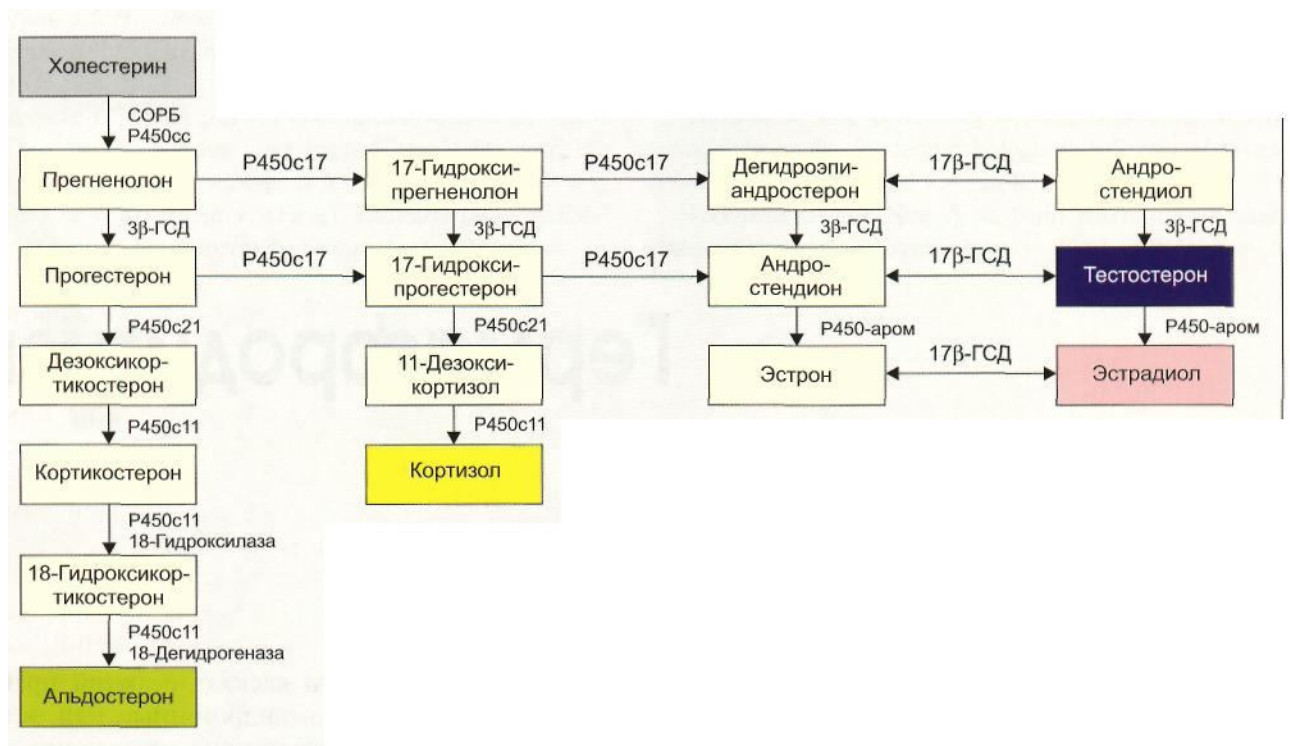 Холестерин
СОРБ
P450cc
Прегненолон
P450c17
17-Гидрокси-
прегненолон
P450c17
Дегидроэпи-
андростерон
17β-ГСД
Андро-
стендиол
3β-ГСД
3β-ГСД
3β-ГСД
3β-ГСД
Прогестерон
P450c17
17-Гидрокси-
прогестерон
P450c17
Андро-
стендион
17β-ГСД
Тестостерон
P450c21
P450c21
P450-аром
P450-аром
Дезоксикор-
тикостерон
11-Дезокси-
кортизол
Эстрон
17β-ГСД
Эстрадиол
P450c11
P450c11
Кортикостерон
Кортизол
P450c11
18-Гидроксилаза
18-Гидроксикор-
тикостерон
P450c11
18-Дегидрогеназа
Альдостерон